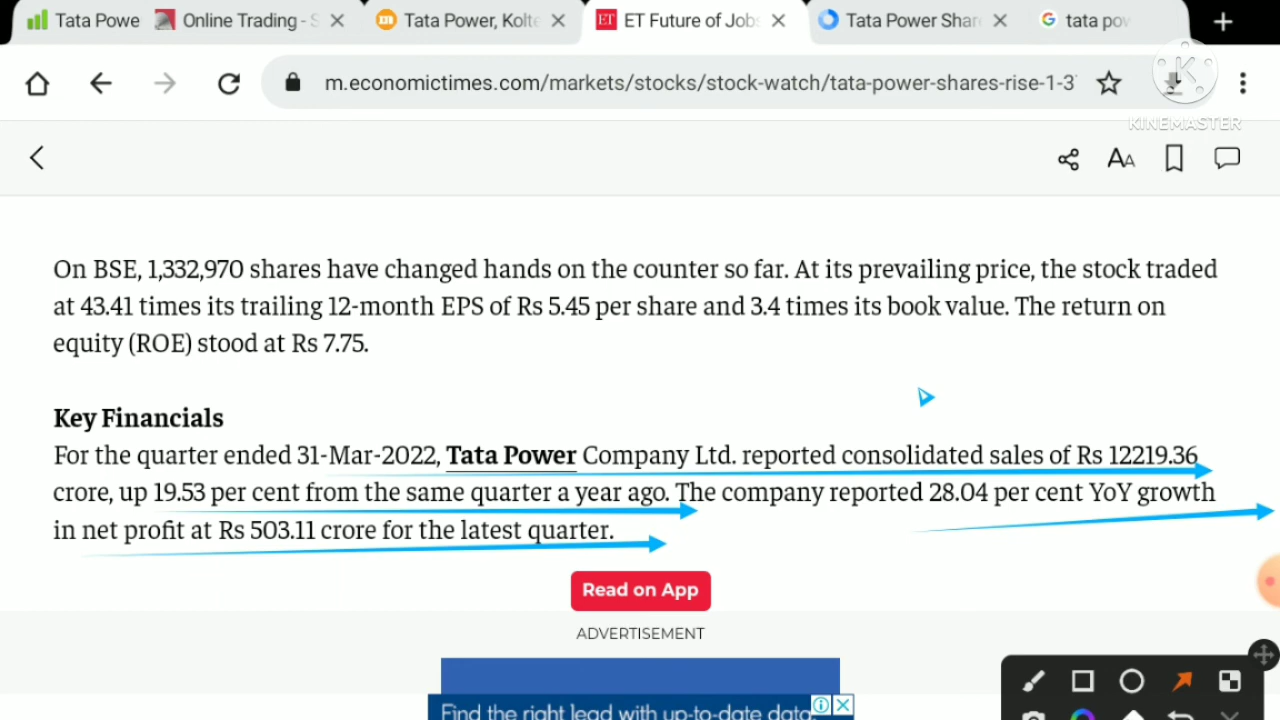 Tata Powe
Online Trading - S
Tata Power, Kolte
ET
ET Future of Jobs
Tata Power Shar
tata pov
m.economictimes.com/markets/stocks/stock-watch/tata-power-shares-rise-1-3
KINEMASTER
On BSE, 1,332,970 shares have changed hands on the counter so far. At its prevailing price, the stock traded
at 43.41 times its trailing 12-month EPS of Rs 5.45 per share and 3.4 times its book value. The return on
equity (ROE) stood at Rs 7.75.
Key Financials
For the quarter ended 31-Mar-2022, Tata Power Company Ltd. reported consolidated sales of Rs 12219.36
crore, up 19.53 per cent from the same quarter a year ago. The company reported 28.04 per cent YoY growth
in net profit at Rs 503.11 crore for the latest quarter.
Read on App
ADVERTISEMENT
Find the right lead with up-to-date data